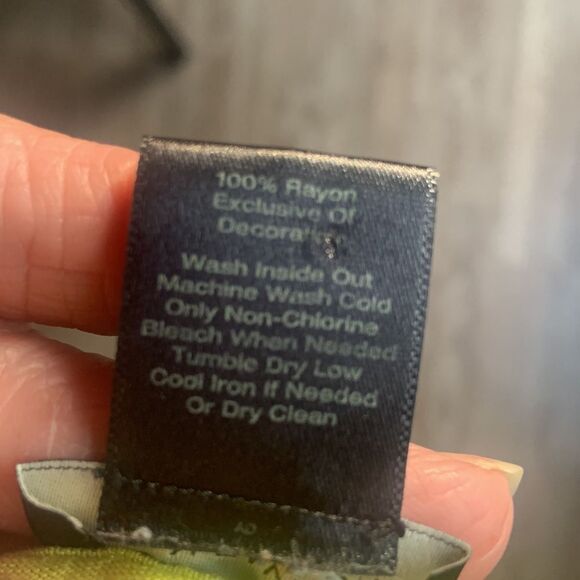 100% Rayon
Exclusive Of
Wash Inside Out
Machine Wash Cold
Only Non-Chlorine
Bleach When Needed
Tumble Dry Low
Cool Iron If Needed
Or Dry Clean